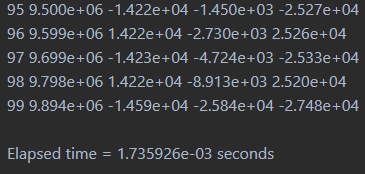 95 9.500e+06 -1.422e+04 -1.450e+03 -2.527e+04
96 9.599e+06 1.422e+04 -2.730e+03 2.526e+04
97 9.699e+06 -1.423e+04 -4.724e+03 -2.533e+04
98 9.798e+06 1.422e+04 -8.913e+03 2.520e+04
99 9.894e+06 -1.459e+04 -2.584e+04 -2.748e+04
Elapsed time = 1.735926e-03 seconds